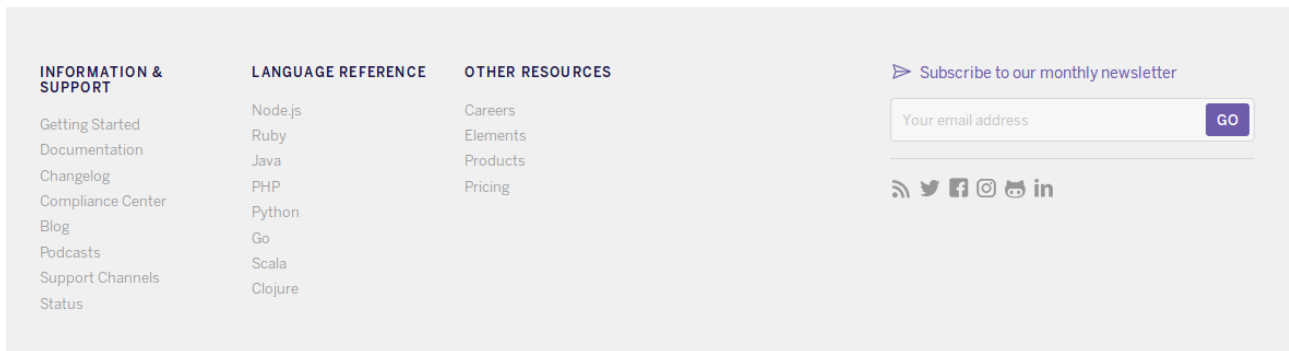 INFORMATION &
SUPPORT
Getting Started
Documentation
Changelog
Compliance Center
Blog
Podcasts
Support Channels
Status
LANGUAGE REFERENCE
Node.js
Ruby
Java
PHP
Python
Go
Scala
Clojure
OTHER RESOURCES
Careers
Elements
Products
Pricing
Subscribe to our monthly newsletter
Your email address
GO
in